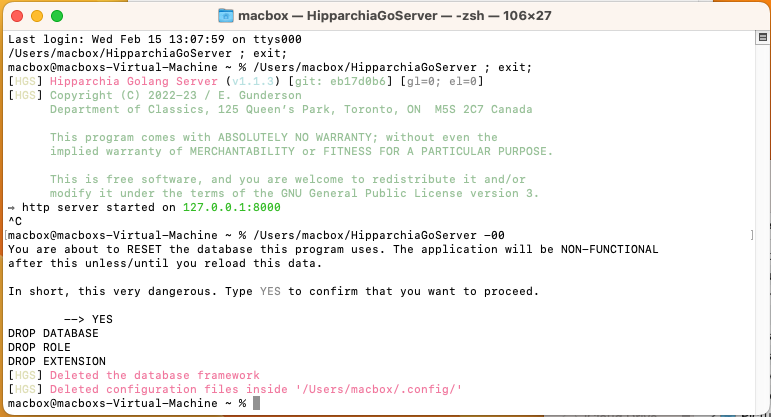 macbox — HipparchiaGoServer — -zsh — 106×27
Last login: Wed Feb 15 13:07:59 on ttys000
/Users/macbox/HipparchiaGoServer ; exit;
macbox@macboxs-Virtual-Machine ~ % /Users/macbox/HipparchiaGoServer ; exit;
[HGS] Hipparchia Golang Server (v1.1.3) [git: eb17d0b6] [gl=0; el=0]
[HGS] Copyright (C) 2022-23 / E. Gunderson
Department of Classics, 125 Queen's Park, Toronto, ON  M5S 2C7 Canada
This program comes with ABSOLUTELY NO WARRANTY; without even the
implied warranty of MERCHANTABILITY or FITNESS FOR A PARTICULAR PURPOSE.
This is free software, and you are welcome to redistribute it and/or
modify it under the terms of the GNU General Public License version 3.
⇨ http server started on 127.0.0.1:8000
^C
macbox@macboxs-Virtual-Machine ~ % /Users/macbox/HipparchiaGoServer -00
You are about to RESET the database this program uses. The application will be NON-FUNCTIONAL
after this unless/until you reload this data.
In short, this very dangerous. Type YES to confirm that you want to proceed.
--> YES
DROP DATABASE
DROP ROLE
DROP EXTENSION
[HGS] Deleted the database framework
[HGS] Deleted configuration files inside '/Users/macbox/.config/'
macbox@macboxs-Virtual-Machine ~ %